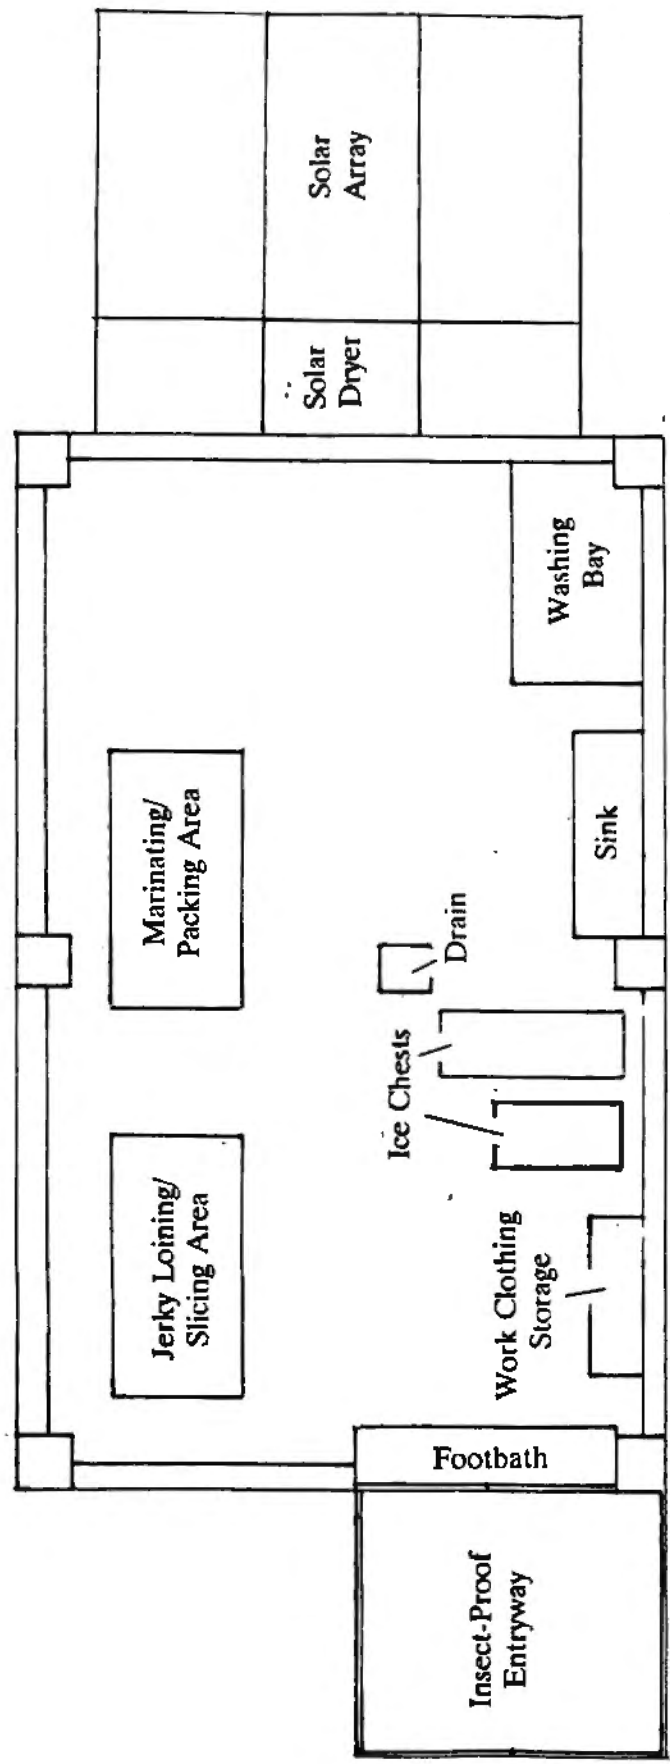 Solar
Array
Solar
Dryer
Washing
Bay
Marinating/
Packing Area
Sink
Drain
Ice Chests
Jerky Loining/
Slicing Area
Work Clothing
Storage
Footbath
Insect-Proof
Entryway